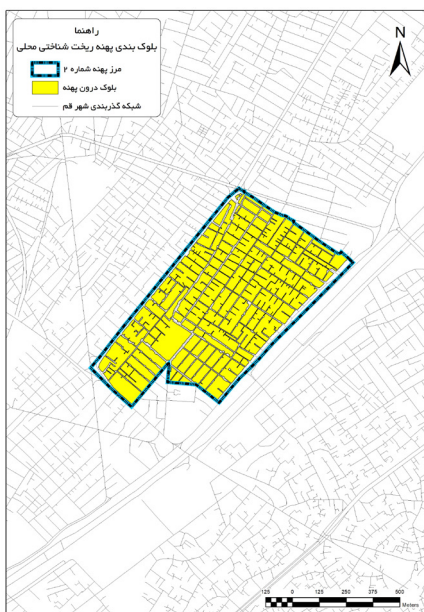 راهنما
بلوک بندی پهنه ریخت شناختی محلی
مرز پهنه شماره ۲
بلوک درون پهنه
شبکه گذربندی شهر قم
N
125 0 125 250 375 500
Meters